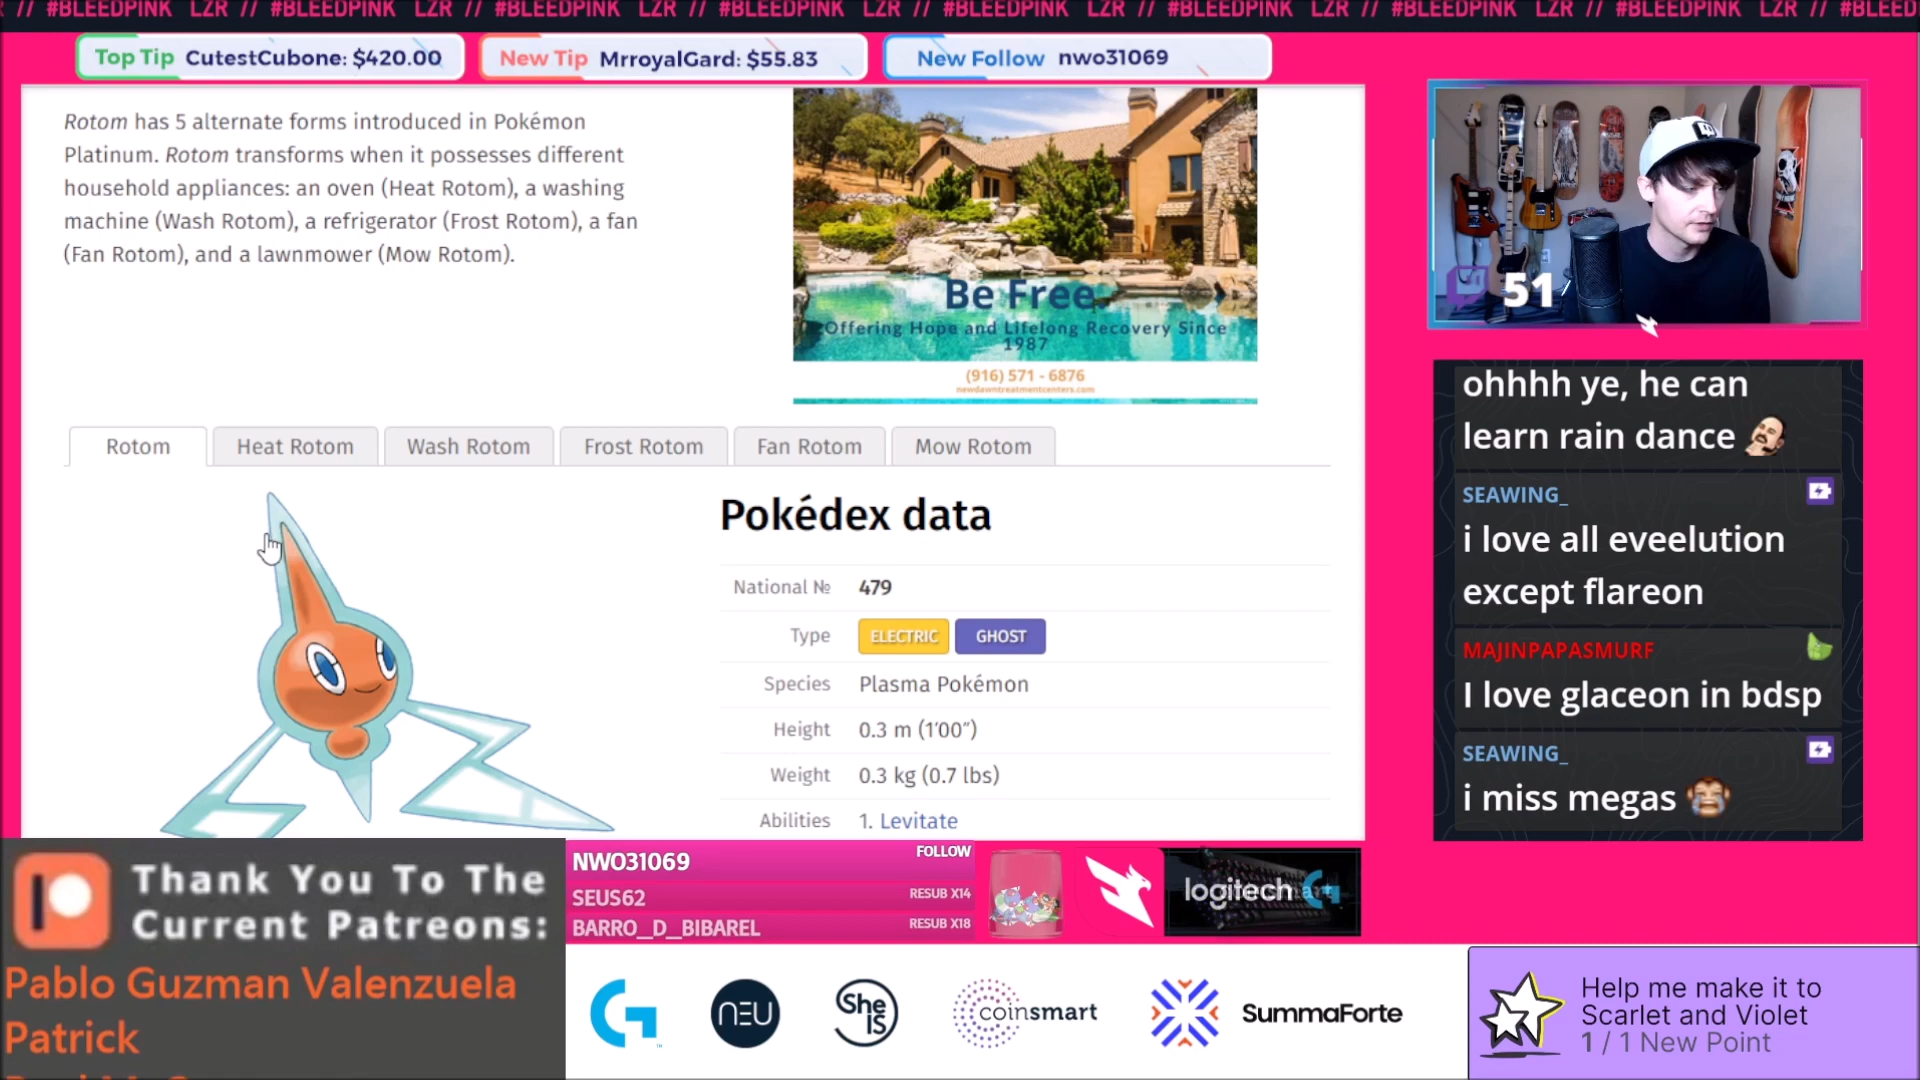 // #BLEEDPINK LZR // #BLEEDPINK LZR // #BLEEDPINK LZR // #BLEEDPINK LZR // #BLEEDPINK LZR // #BLEEDPINK LZR // #BLEEDPINK LZR // #BLEEDPINK LZR // #BLEED
Top Tip CutestCubone: $420.00
New Tip MrroyalGard: $55.83
New Follow nwo31069
Rotom has 5 alternate forms introduced in Pokémon
Platinum. Rotom transforms when it possesses different
household appliances: an oven (Heat Rotom), a washing
machine (Wash Rotom), a refrigerator (Frost Rotom), a fan
(Fan Rotom), and a lawnmower (Mow Rotom).
Be Free
Offering Hope and Lifelong Recovery Since
1987
(916) 571 - 6876
newdawntreatmentcenters.com
51
Rotom
Heat Rotom
Wash Rotom
Frost Rotom
Fan Rotom
Mow Rotom
Pokédex data
National № 479
Type ELECTRIC GHOST
Species Plasma Pokémon
Height 0.3 m (1′00″)
Weight 0.3 kg (0.7 lbs)
Abilities 1. Levitate
ohhhh ye, he can
learn rain dance
SEAWING_
i love all eveelution
except flareon
MAJINPAPASMURF
I love glaceon in bdsp
SEAWING_
i miss megas
Thank You To The
Current Patreons:
Pablo Guzman Valenzuela
Patrick
NWO31069 FOLLOW
SEUS62 RESUB X14
BARRO_D_BIBAREL RESUB X18
logitech G
NEU
She
IS
coinsmart
SummaForte
Help me make it to
Scarlet and Violet
1 / 1 New Point